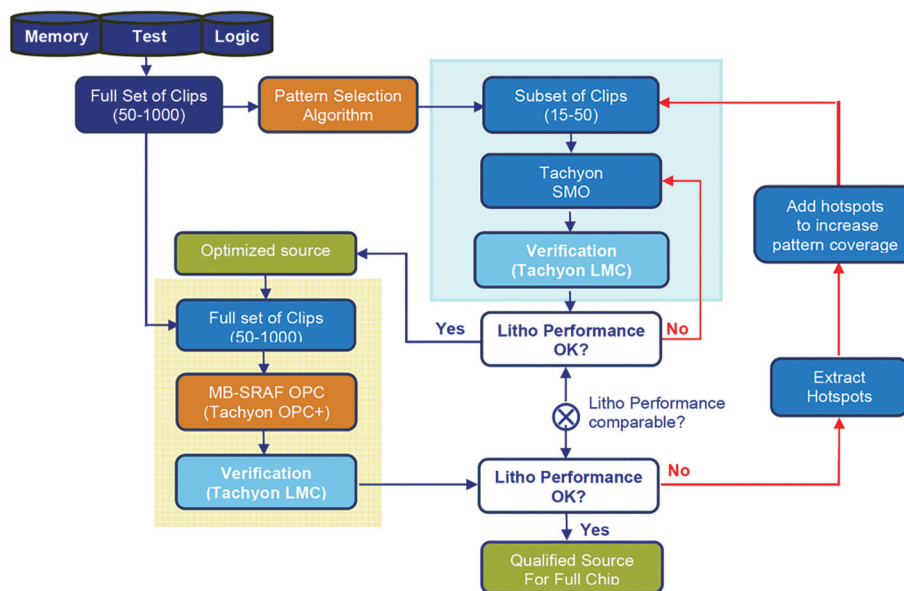 Memory
Test
Logic
Full Set of Clips
(50-1000)
Pattern Selection
Algorithm
Subset of Clips
(15-50)
Tachyon
SMO
Verification
(Tachyon LMC)
Add hotspots
to increase
pattern coverage
Optimized source
Full set of Clips
(50-1000)
Yes
Litho Performance
OK?
No
MB-SRAF OPC
(Tachyon OPC+)
Litho Performance
comparable?
Extract
Hotspots
Verification
(Tachyon LMC)
Litho Performance
OK?
No
Yes
Qualified Source
For Full Chip